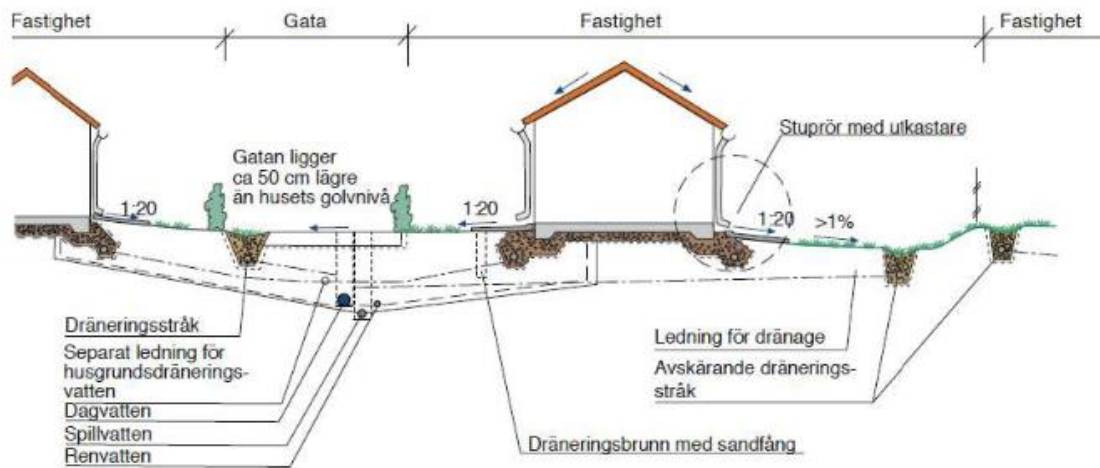 Fastighet
Gata
Fastighet
Fastighet
Stuprör med utkastare
Gatan ligger
ca 50 cm lägre
än husets golvnivå
1:20
1:20
1:20
>1%
Dräneringsstråk
Separat ledning för
husgrundsdränerings-
vatten
Dagvatten
Spillvatten
Renvatten
Ledning för dränage
Avskärande dränerings-
stråk
Dräneringsbrunn med sandfång